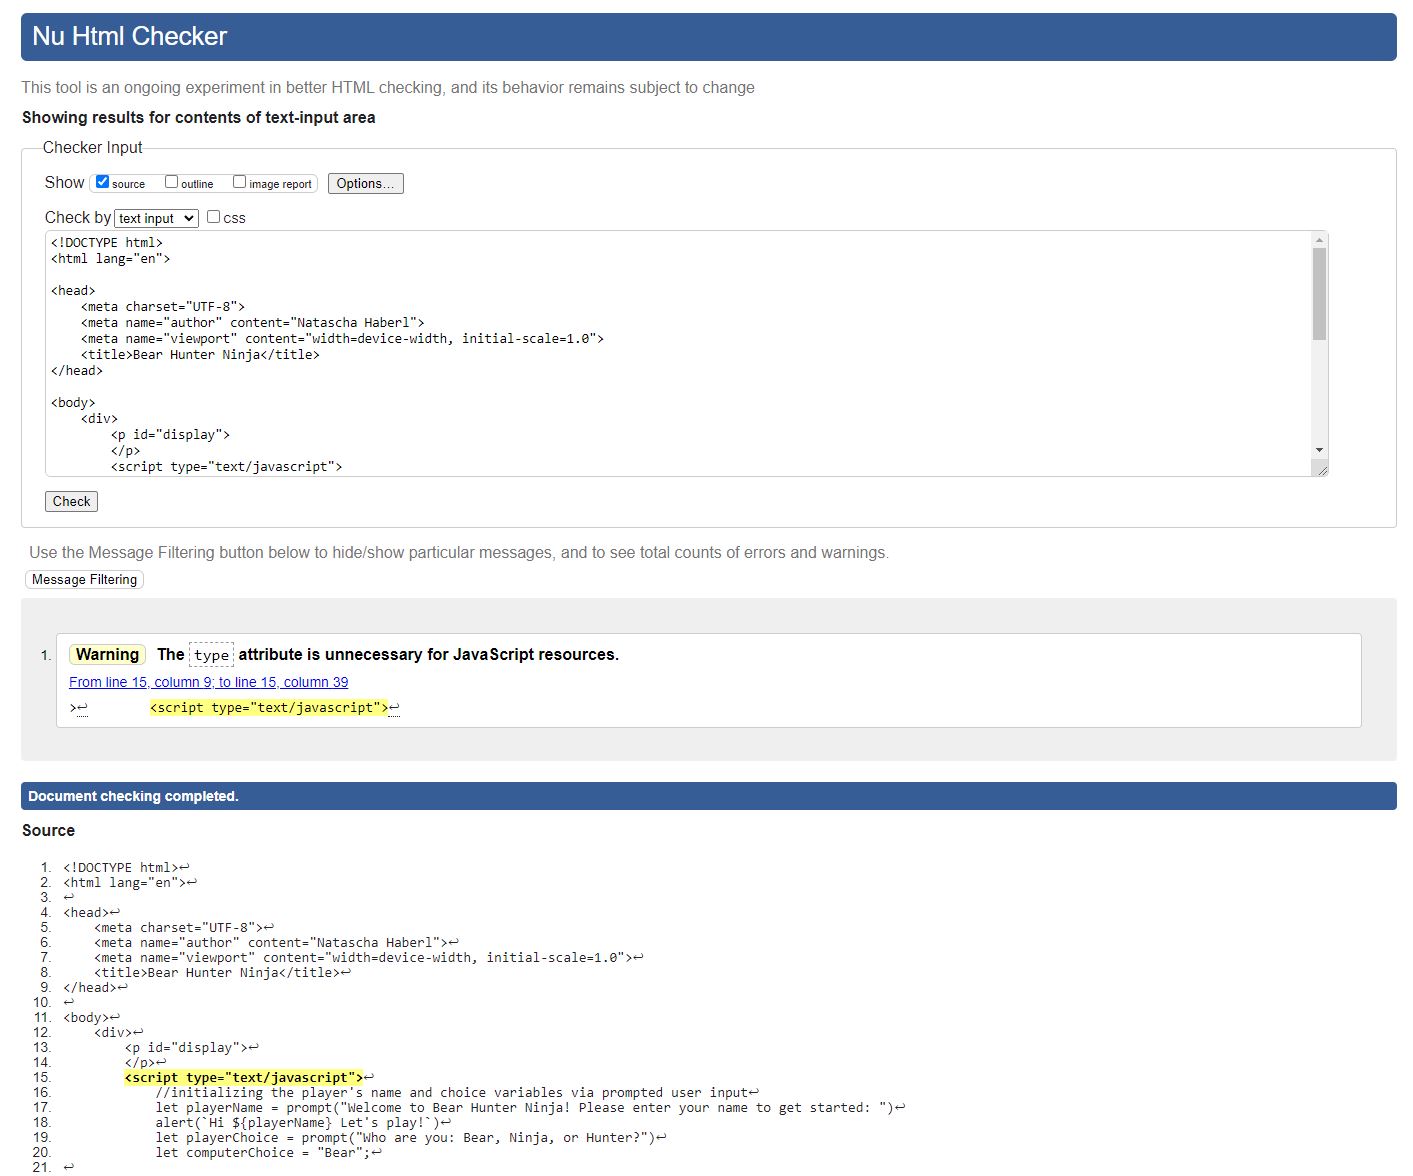 Nu Html Checker
This tool is an ongoing experiment in better HTML checking, and its behavior remains subject to change
Showing results for contents of text-input area
Checker Input
Show source outline image report Options...
Check by text input css
<!DOCTYPE html>
<html lang="en">
<head>
    <meta charset="UTF-8">
    <meta name="author" content="Natascha Haberl">
    <meta name="viewport" content="width=device-width, initial-scale=1.0">
    <title>Bear Hunter Ninja</title>
</head>
<body>
    <div>
        <p id="display">
        </p>
        <script type="text/javascript">
Check
Use the Message Filtering button below to hide/show particular messages, and to see total counts of errors and warnings.
Message Filtering
1. Warning The type attribute is unnecessary for JavaScript resources.
From line 15, column 9; to line 15, column 39
>↩        <script type="text/javascript">↩
Document checking completed.
Source
1. <!DOCTYPE html>↩
2. <html lang="en">↩
3. ↩
4. <head>↩
5.     <meta charset="UTF-8">↩
6.     <meta name="author" content="Natascha Haberl">↩
7.     <meta name="viewport" content="width=device-width, initial-scale=1.0">↩
8.     <title>Bear Hunter Ninja</title>↩
9. </head>↩
10. ↩
11. <body>↩
12.     <div>↩
13.         <p id="display">↩
14.         </p>↩
15.         <script type="text/javascript">↩
16.             //initializing the player's name and choice variables via prompted user input↩
17.             let playerName = prompt("Welcome to Bear Hunter Ninja! Please enter your name to get started: ")↩
18.             alert(`Hi ${playerName} Let's play!`)↩
19.             let playerChoice = prompt("Who are you: Bear, Ninja, or Hunter?")↩
20.             let computerChoice = "Bear";↩
21. ↩